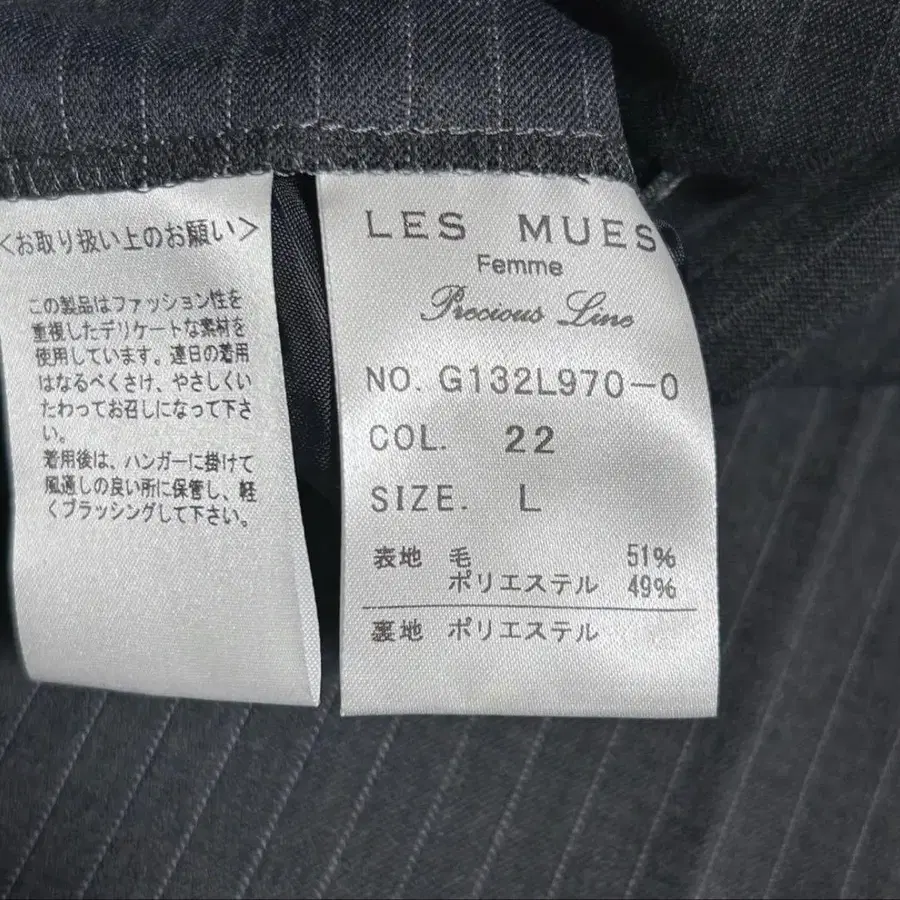 <お取り扱い上のお願い>
この製品はファッション性を
重視したデリケートな素材を
使用しています。連日の着用
はなるべくさけ、やさしくい
たわってお召しになって下さ
い。
着用後は、ハンガーに掛けて
風通しの良い所に保管し、軽
くブラッシングして下さい。
LES MUES
Femme
Precious Line
NO. G132L970-0
COL. 22
SIZE. L
表地 毛 51%
ポリエステル 49%
裏地 ポリエステル